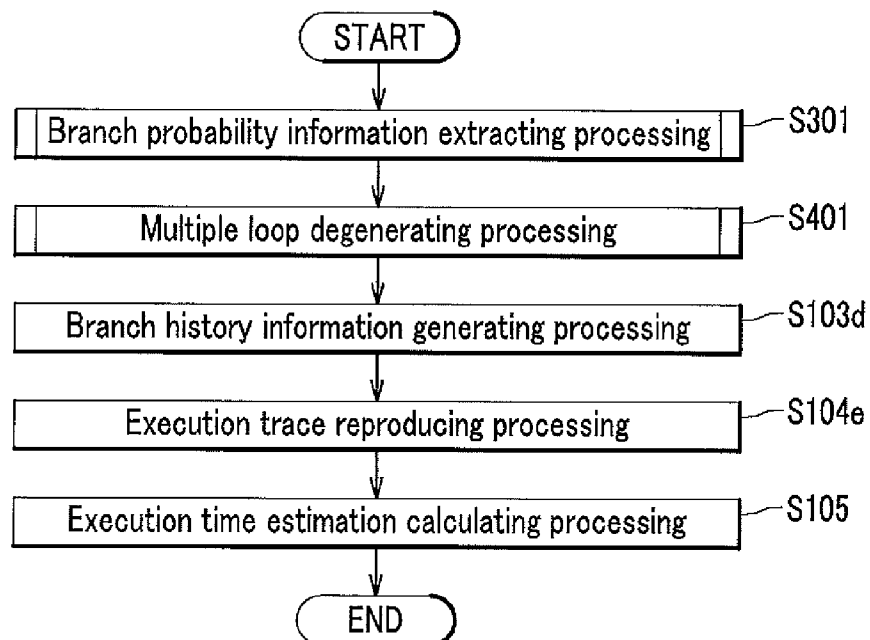 START
Branch probability information extracting processing
S301
Multiple loop degenerating processing
S401
Branch history information generating processing
S103d
Execution trace reproducing processing
S104e
Execution time estimation calculating processing
S105
END